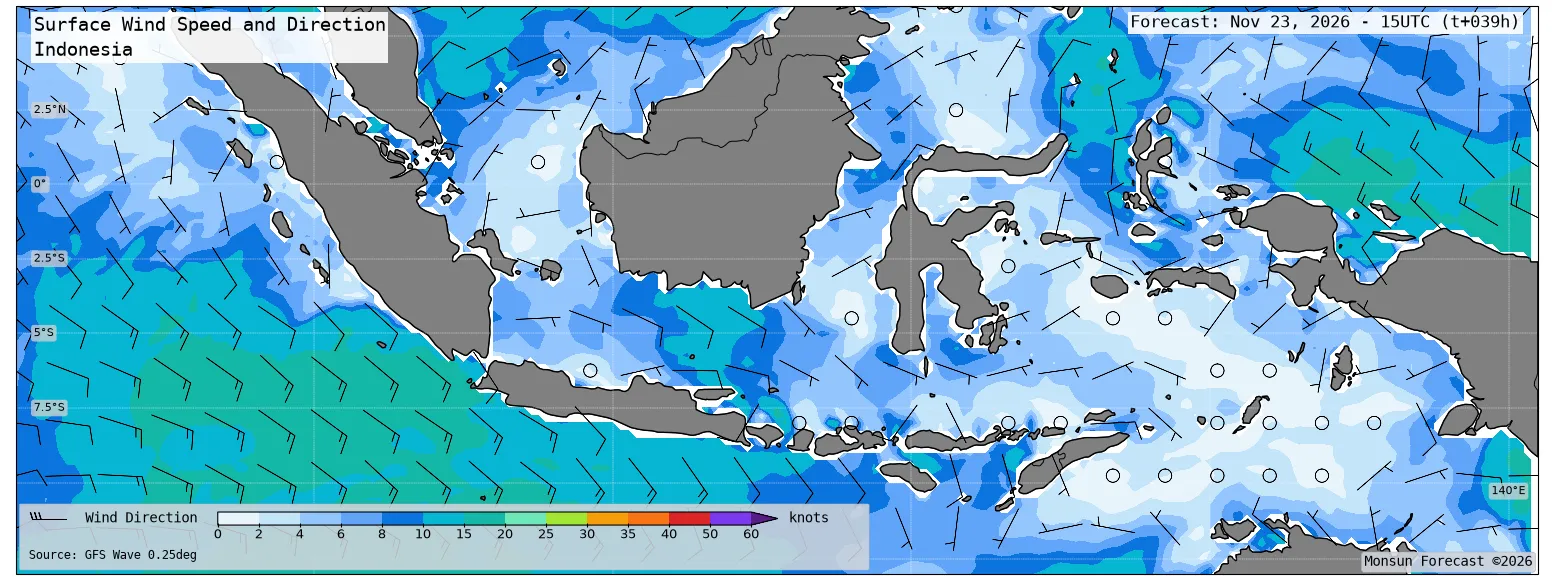 Surface Wind Speed and Direction
Indonesia
Forecast: Nov 23, 2026 - 15UTC (t+039h)
2.5°N
0°
2.5°S
5°S
7.5°S
140°E
Wind Direction
0 2 4 6 8 10 15 20 25 30 35 40 50 60
knots
Source: GFS Wave 0.25deg
Monsun Forecast ©2026